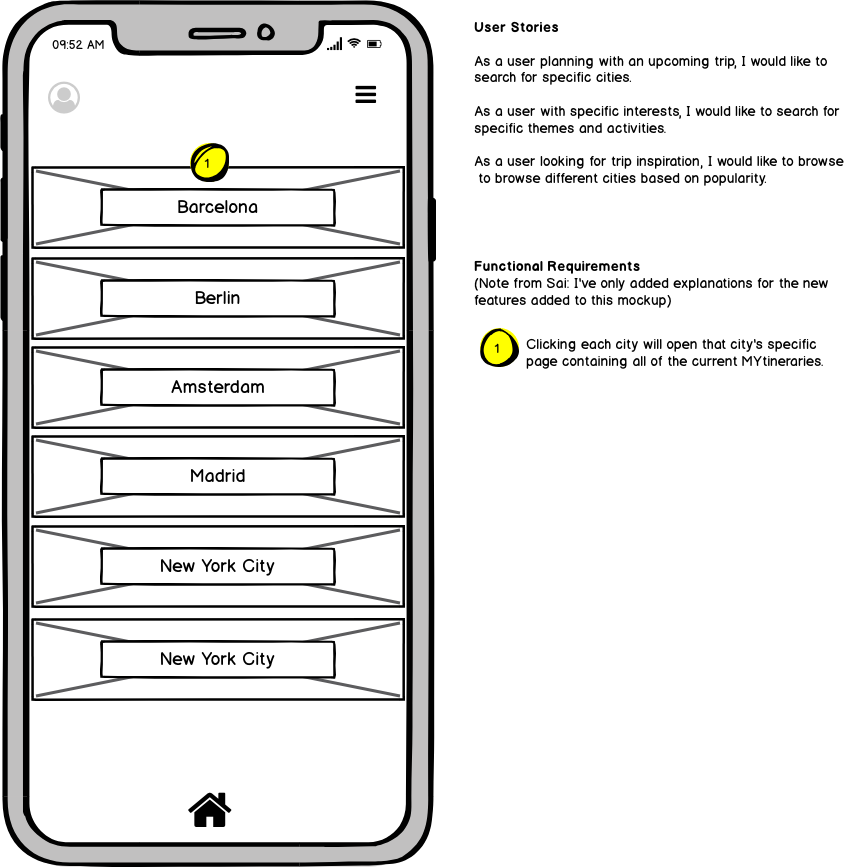 09:52 AM
1
Barcelona
Berlin
Amsterdam
Madrid
New York City
New York City
User Stories
As a user planning with an upcoming trip, I would like to
search for specific cities.
As a user with specific interests, I would like to search for
specific themes and activities.
As a user looking for trip inspiration, I would like to browse
to browse different cities based on popularity.
Functional Requirements
(Note from Sai: I've only added explanations for the new
features added to this mockup)
1
Clicking each city will open that city's specific
page containing all of the current MYtineraries.